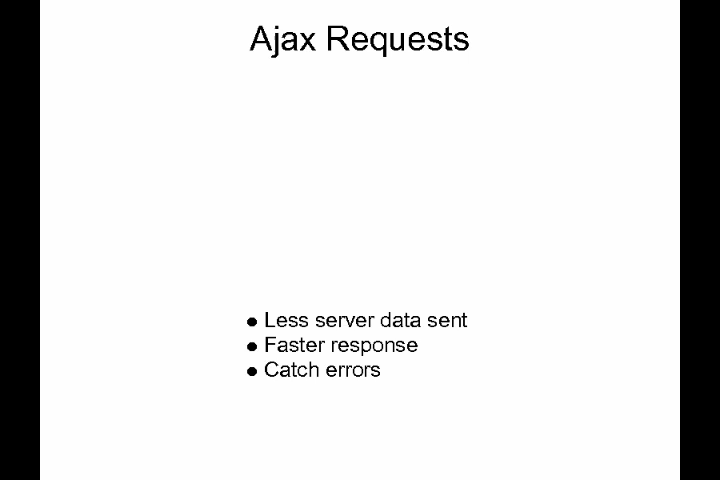 Ajax Requests
● Less server data sent
● Faster response
● Catch errors